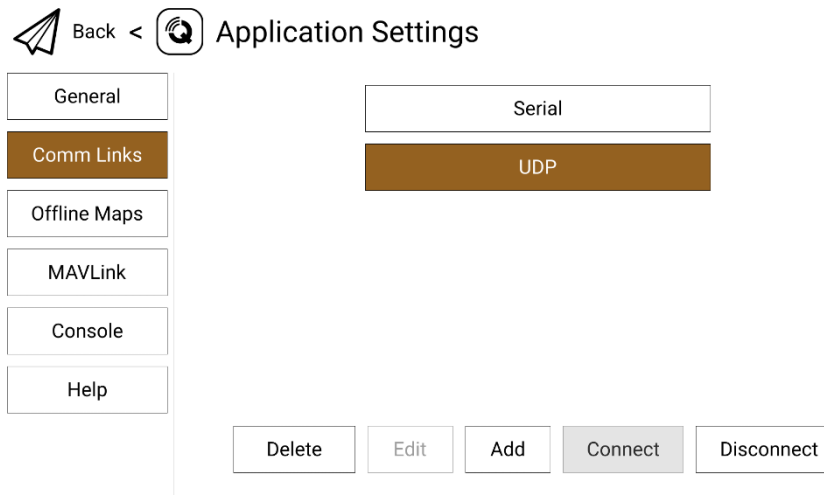 Back < Application Settings
General
Comm Links
Offline Maps
MAVLink
Console
Help
Serial
UDP
Delete Edit Add Connect Disconnect